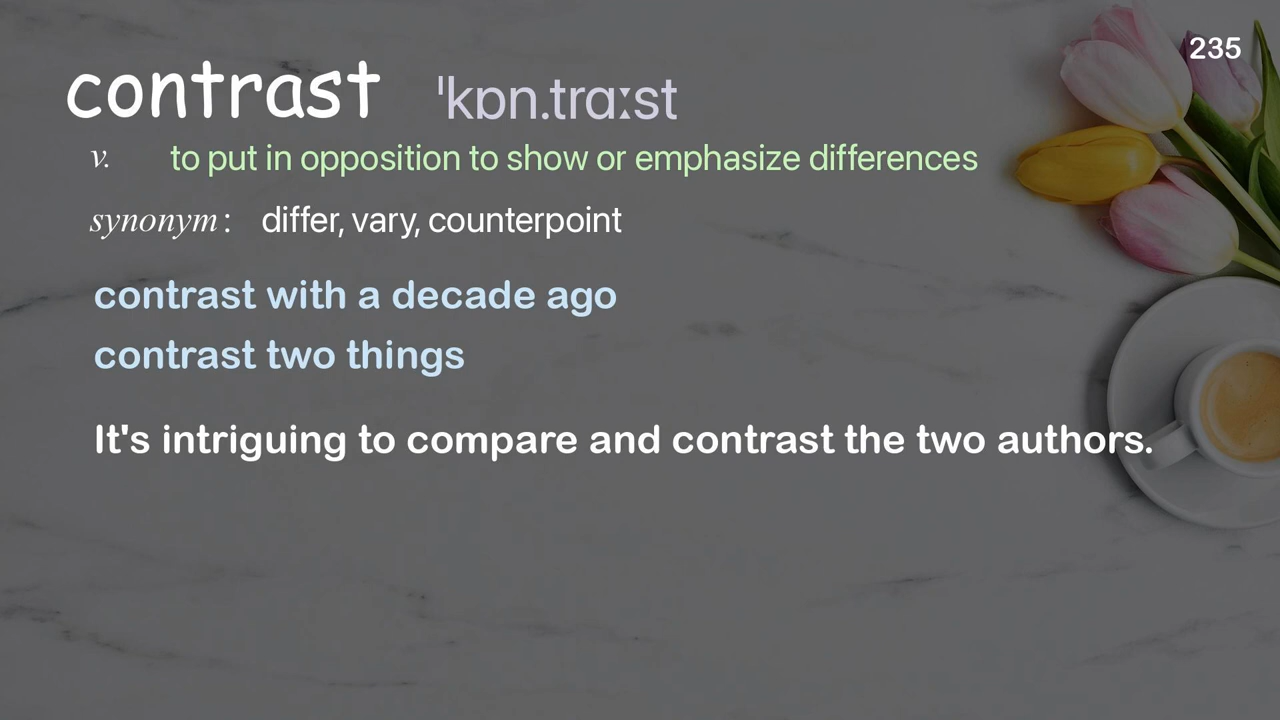 235
contrast ˈkɒn.trɑːst
v. to put in opposition to show or emphasize differences
synonym: differ, vary, counterpoint
contrast with a decade ago
contrast two things
It's intriguing to compare and contrast the two authors.